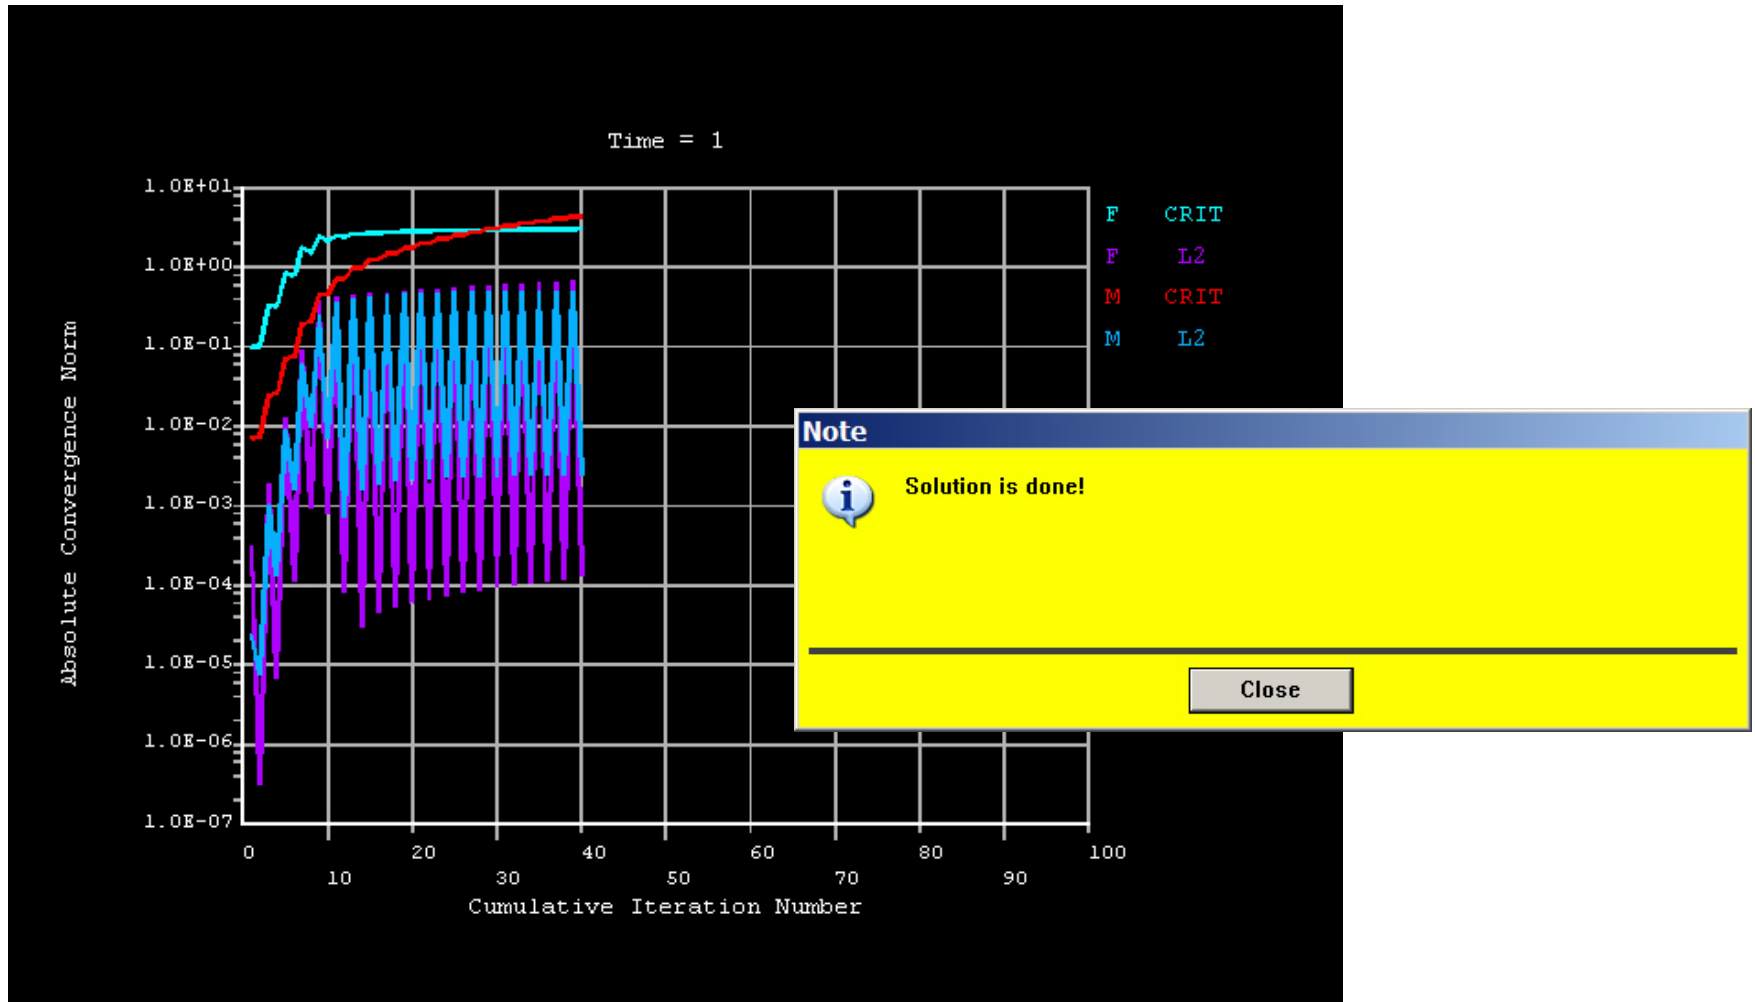 Time = 1
1.0E+01
1.0E+00
1.0E-01
1.0E-02
1.0E-03
1.0E-04
1.0E-05
1.0E-06
1.0E-07
Absolute Convergence Norm
0 20 40 60 80 100
10 30 50 70 90
Cumulative Iteration Number
F CRIT
F L2
M CRIT
M L2
Note
Solution is done!
Close